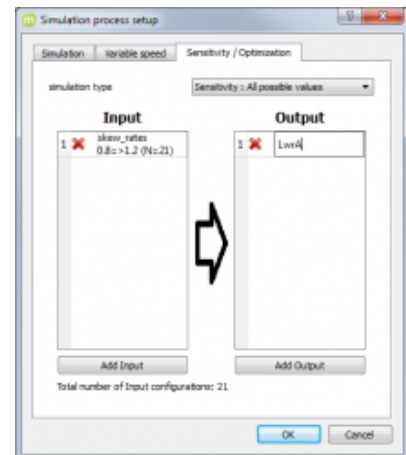 Simulation process setup
Simulation Variable speed Sensitivity / Optimization
simulation type Sensitivity : All possible values
Input Output
1 skew_rates
0.8=>1.2 (N=21)
1 LwrA
Add Input Add Output
Total number of Input configurations: 21
OK Cancel